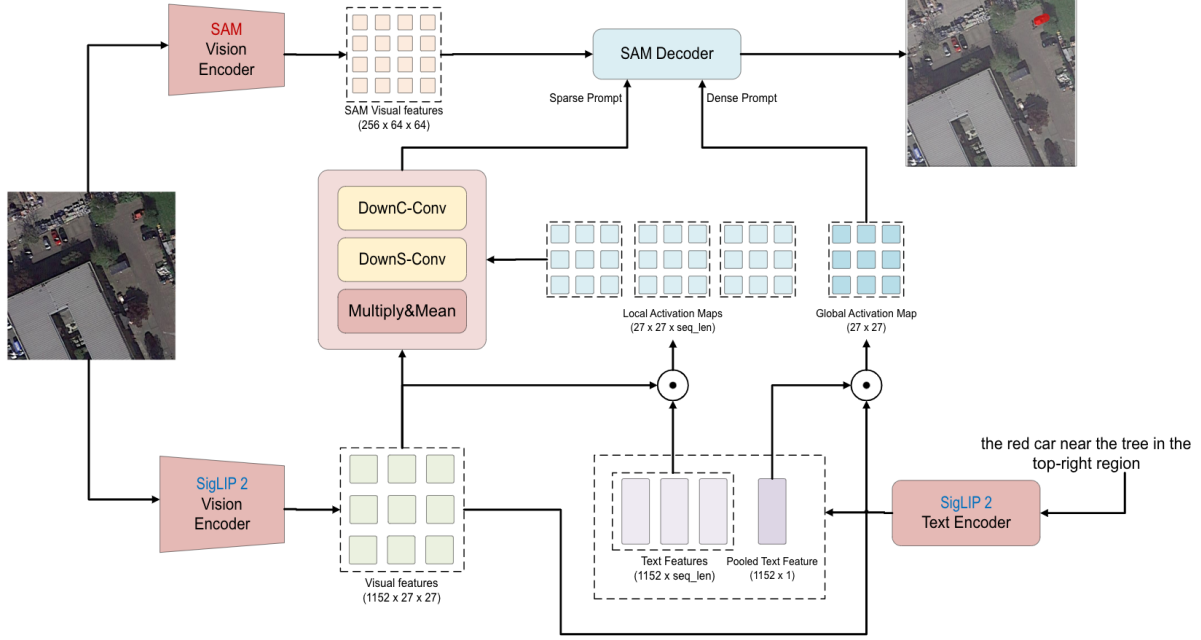 SAM
Vision
Encoder
SAM Visual features
(256 x 64 x 64)
SAM Decoder
Sparse Prompt
Dense Prompt
DownC-Conv
DownS-Conv
Multiply&Mean
Local Activation Maps
(27 x 27 x seq_len)
Global Activation Map
(27 x 27)
SigLIP 2
Vision
Encoder
Visual features
(1152 x 27 x 27)
Text Features
(1152 x seq_len)
Pooled Text Feature
(1152 x 1)
SigLIP 2
Text Encoder
the red car near the tree in the
top-right region